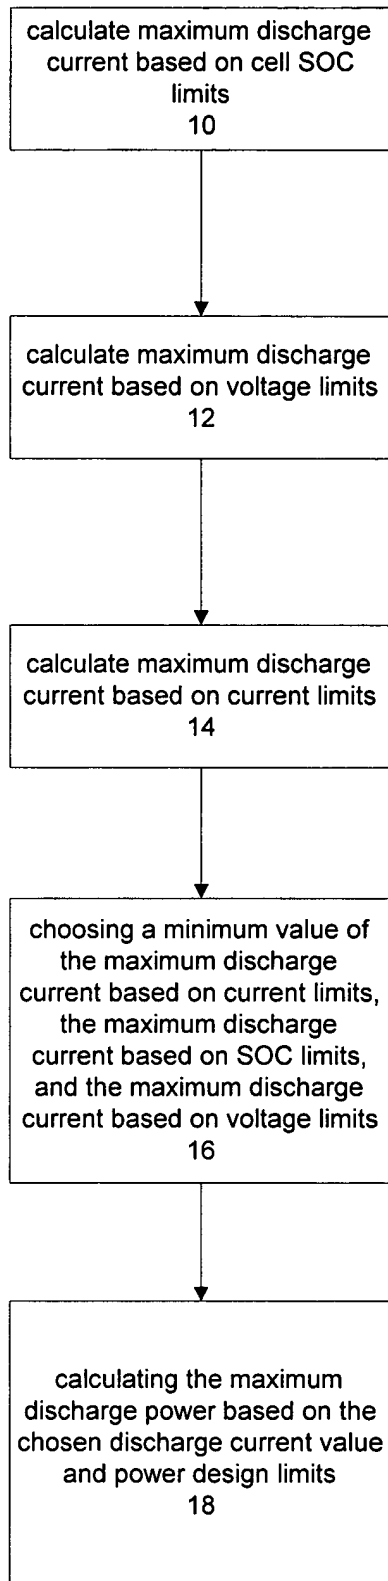 calculate maximum discharge
current based on cell SOC
limits
10
calculate maximum discharge
current based on voltage limits
12
calculate maximum discharge
current based on current limits
14
choosing a minimum value of
the maximum discharge
current based on current limits,
the maximum discharge
current based on SOC limits,
and the maximum discharge
current based on voltage limits
16
calculating the maximum
discharge power based on the
chosen discharge current value
and power design limits
18